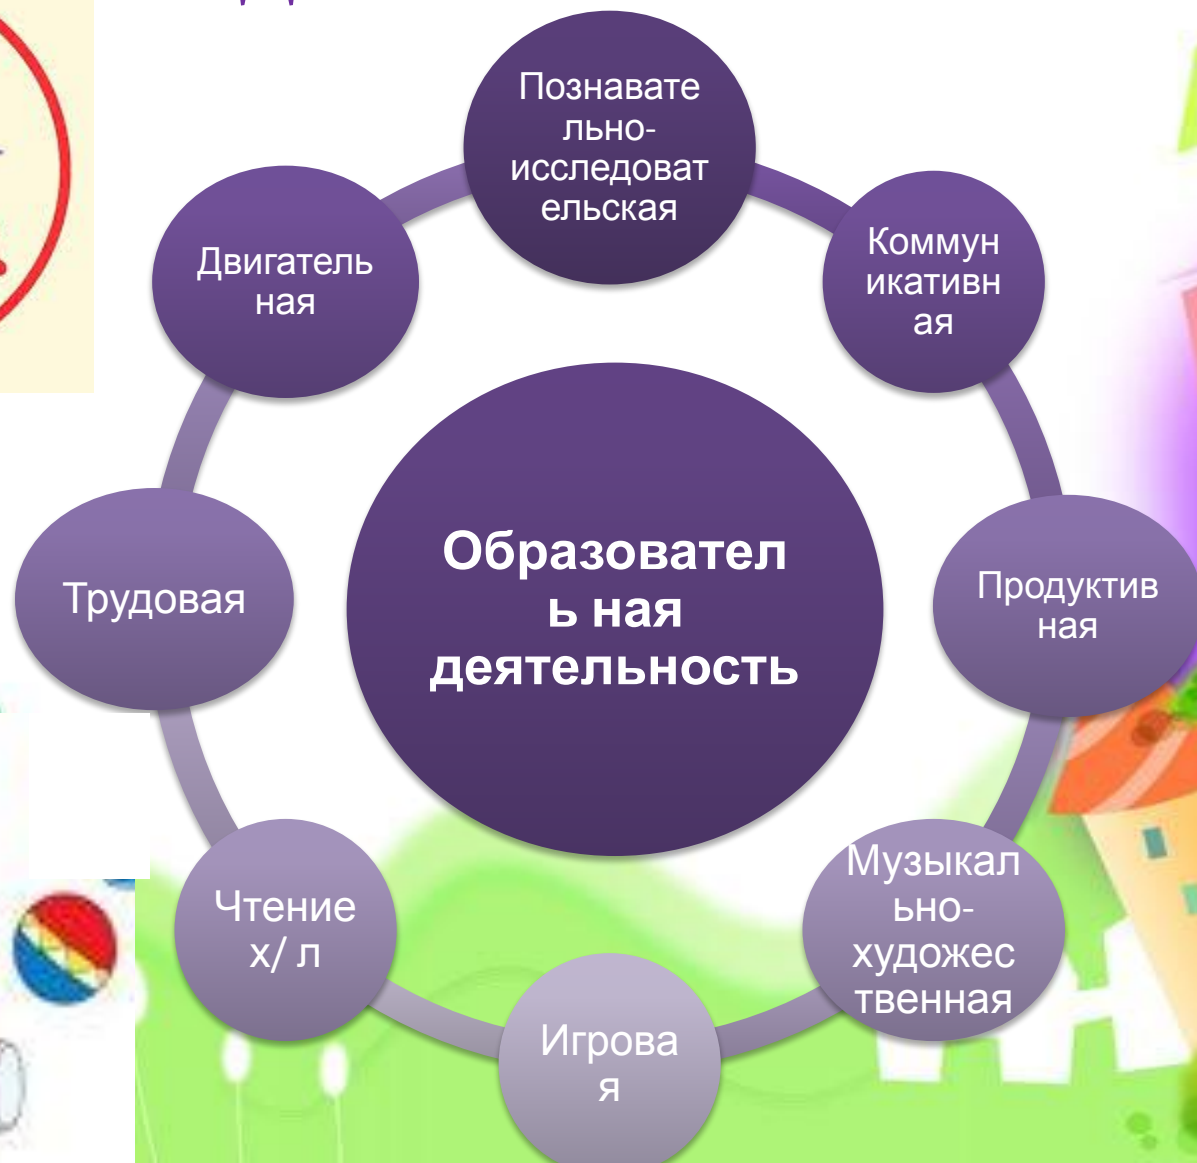 Познавате
льно-
исследоват
ельская
Коммун
икативн
ая
Продуктив
ная
Музыкал
ьно-
художес
твенная
Игрова
я
Чтение
х/ л
Трудовая
Двигатель
ная
Образовател
ь ная
деятельность